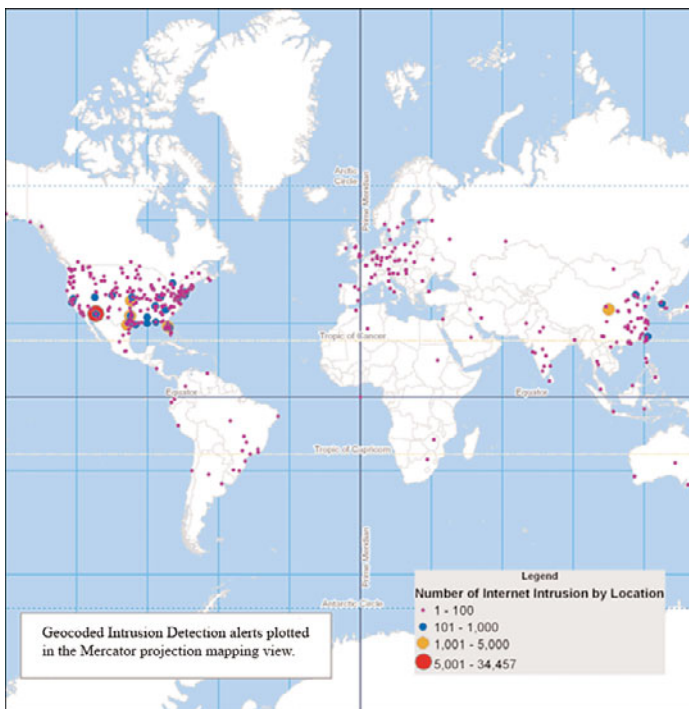 Arctic
Circle
Prime Meridian
Tropic of Cancer
Equator
Equator
Tropic of Capricorn
Prime Meridian
Antarctic Circle
Legend
Number of Internet Intrusion by Location
1 - 100
101 - 1,000
1,001 - 5,000
5,001 - 34,457
Geocoded Intrusion Detection alerts plotted
in the Mercator projection mapping view.